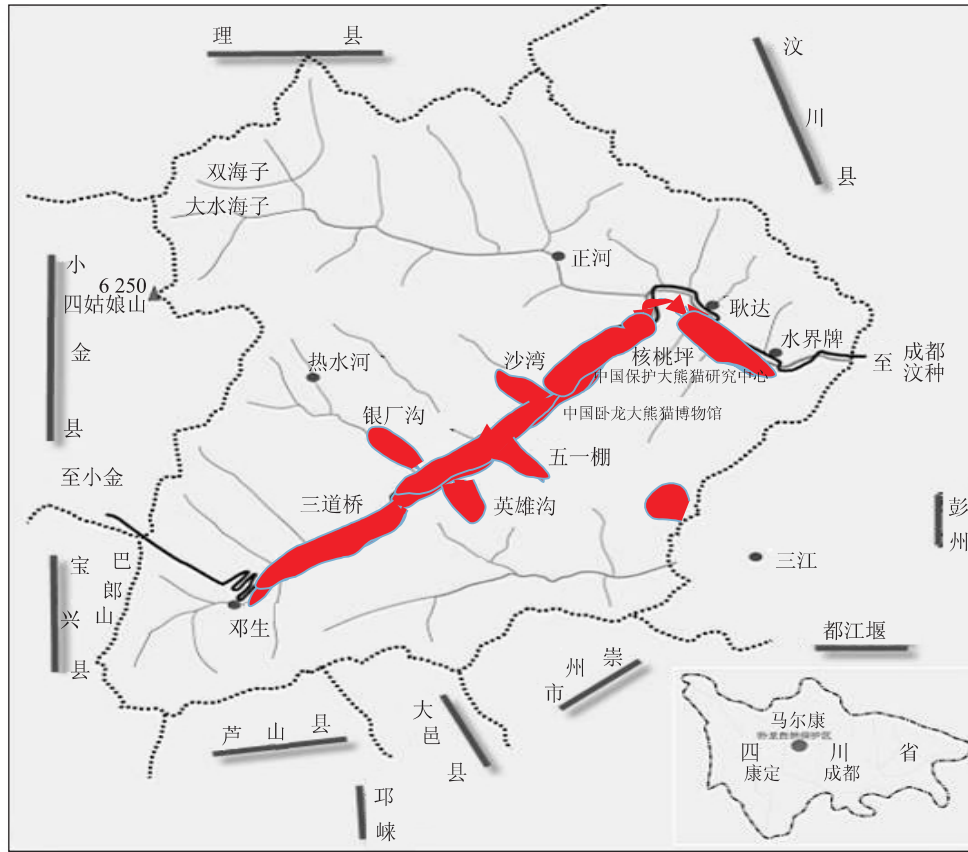 理 县
汶
川
县
双海子
大水海子
小
金
县
6 250
四姑娘山
正河
耿达
水界牌
至
成都
汶种
核桃坪
中国保护大熊猫研究中心
沙湾
中国卧龙大熊猫博物馆
热水河
银厂沟
五一棚
至小金
三道桥
英雄沟
彭
州
三江
宝
兴
县
巴
郎
山
邓生
都江堰
崇
州
市
大
邑
县
芦 山 县
邛
崃
马尔康
四 川 省
康定 成都